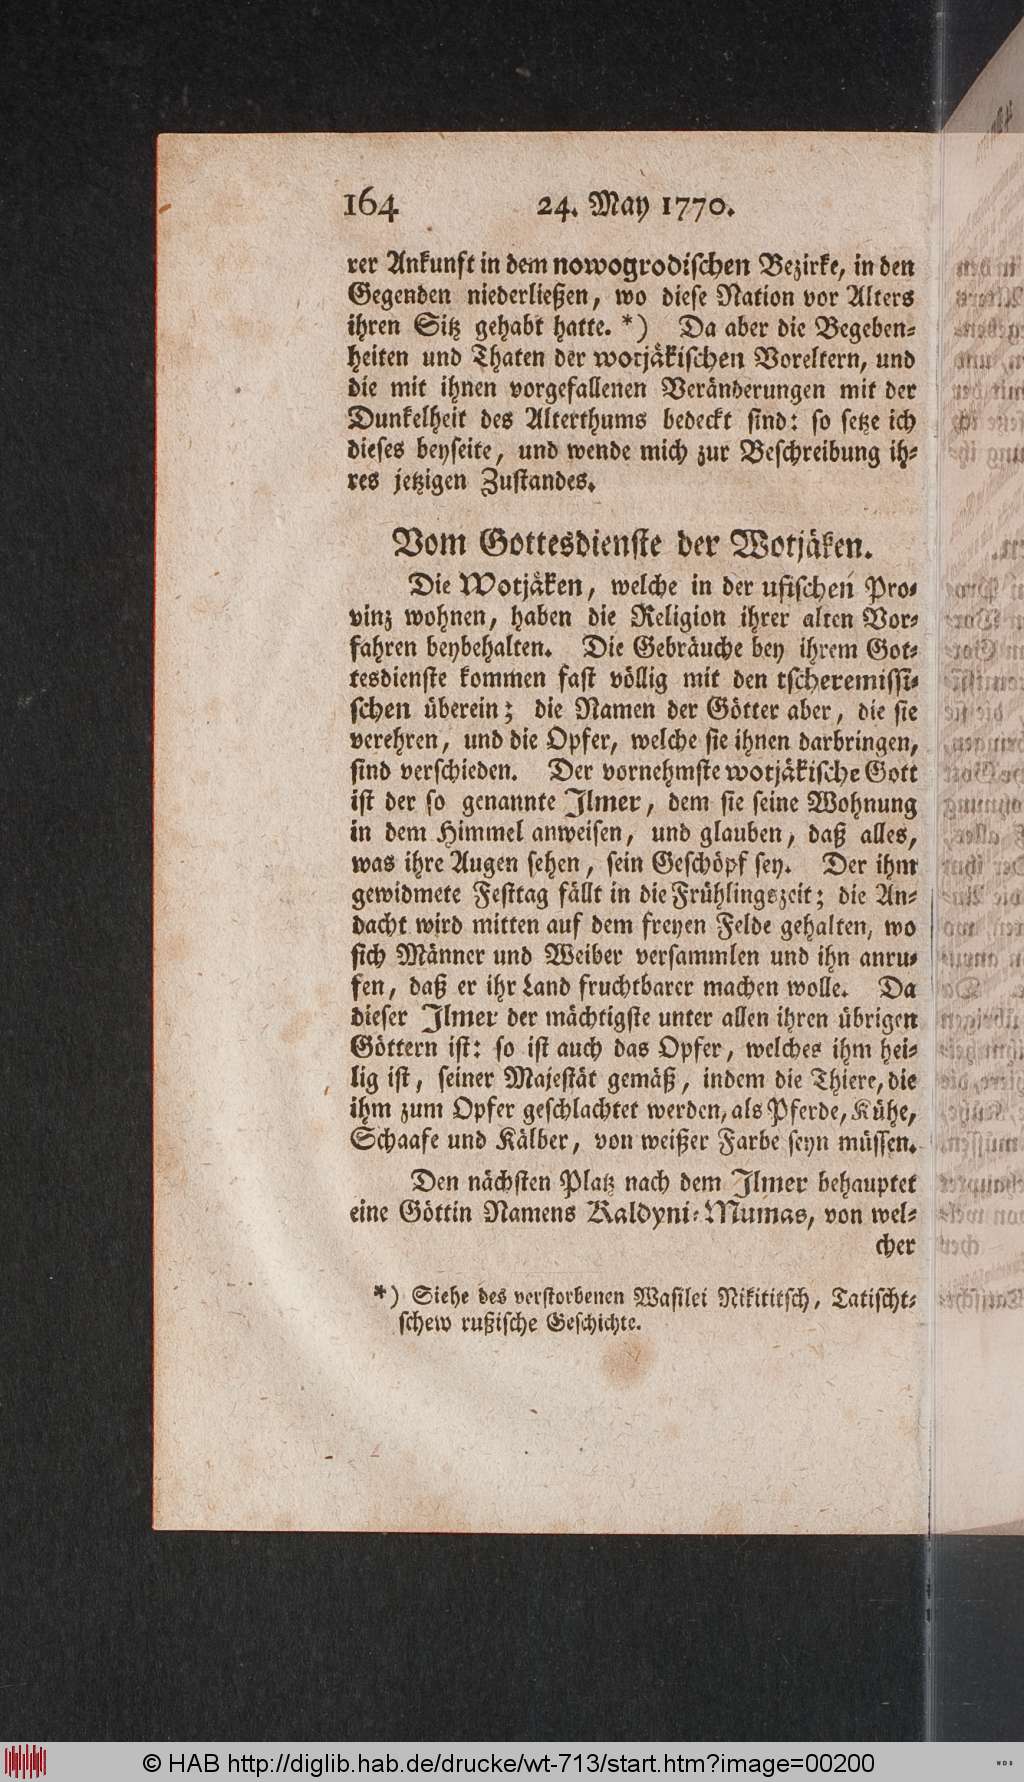 164 24. May 1770.
rer Ankunft in dem nowogrodischen Bezirke, in den
Gegenden niederließen, wo diese Nation vor Alters
ihren Sitz gehabt hatte. *) Da aber die Begeben-
heiten und Thaten der wotjäkischen Voreltern, und
die mit ihnen vorgefallenen Veränderungen mit der
Dunkelheit des Alterthums bedeckt sind: so setze ich
dieses beyseite, und wende mich zur Beschreibung ih-
res jetzigen Zustandes.
Vom Gottesdienste der Wotjäken.
Die Wotjäken, welche in der ufischen Pro-
vinz wohnen, haben die Religion ihrer alten Vor-
fahren beybehalten. Die Gebräuche bey ihrem Got-
tesdienste kommen fast völlig mit den tscheremissi-
schen überein; die Namen der Götter aber, die sie
verehren, und die Opfer, welche sie ihnen darbringen,
sind verschieden. Der vornehmste wotjäkische Gott
ist der so genannte Ilmer, dem sie seine Wohnung
in dem Himmel anweisen, und glauben, daß alles,
was ihre Augen sehen, sein Geschöpf sey. Der ihm
gewidmete Festtag fällt in die Frühlingszeit; die An-
dacht wird mitten auf dem freyen Felde gehalten, wo
sich Männer und Weiber versammlen und ihn anru-
fen, daß er ihr Land fruchtbarer machen wolle. Da
dieser Ilmer der mächtigste unter allen ihren übrigen
Göttern ist: so ist auch das Opfer, welches ihm hei-
lig ist, seiner Majestät gemäß, indem die Thiere, die
ihm zum Opfer geschlachtet werden, als Pferde, Kühe,
Schaafe und Kälber, von weißer Farbe seyn müssen.
Den nächsten Platz nach dem Ilmer behauptet
eine Göttin Namens Kaldyni-Mumas, von wel-
cher
*) Siehe des verstorbenen Wasilei Nikititsch, Tatischt-
schew rußische Geschichte.
© HAB http://diglib.hab.de/drucke/wt-713/start.htm?image=00200